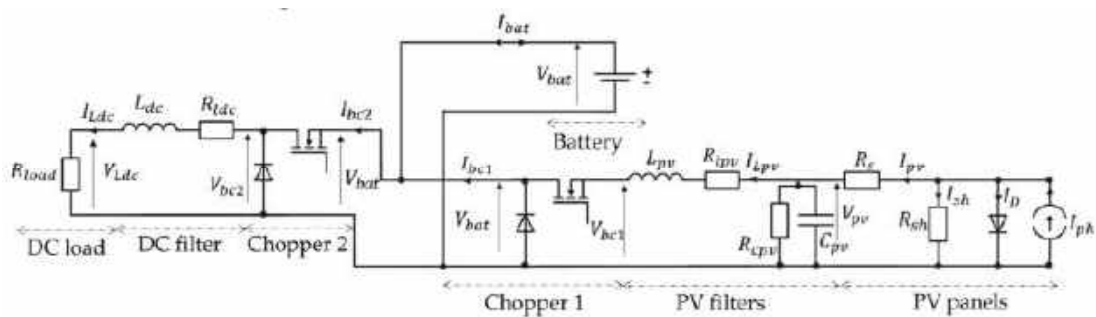 I_bat
V_bat
±
Battery
I_Ldc
L_dc
R_ldc
I_bc2
R_load
V_Ldc
V_bc2
V_bat
DC load
DC filter
Chopper 2
I_bc1
L_pv
R_lpv
I_Lpv
R_s
I_pv
V_bat
V_bc1
R_cpv
C_pv
V_pv
R_sh
I_sh
I_D
I_ph
Chopper 1
PV filters
PV panels